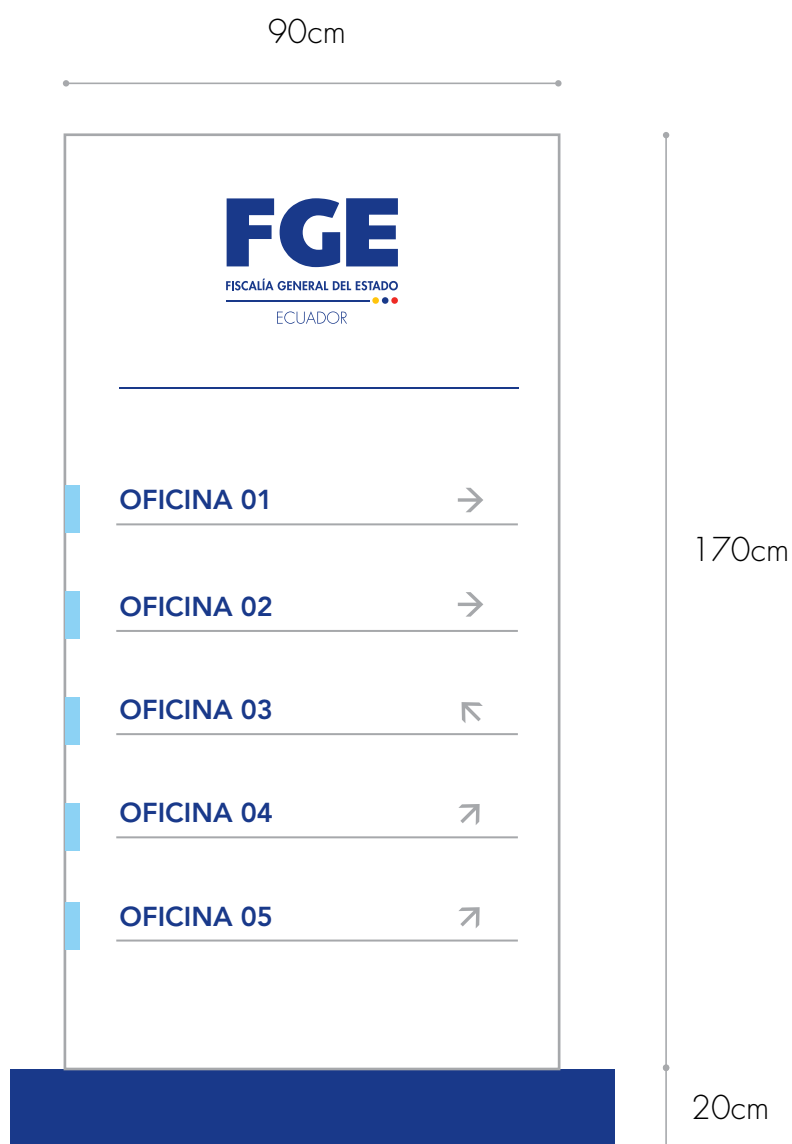 90cm
FGE
FISCALÍA GENERAL DEL ESTADO
ECUADOR
OFICINA 01
OFICINA 02
170cm
OFICINA 03
OFICINA 04
OFICINA 05
20cm